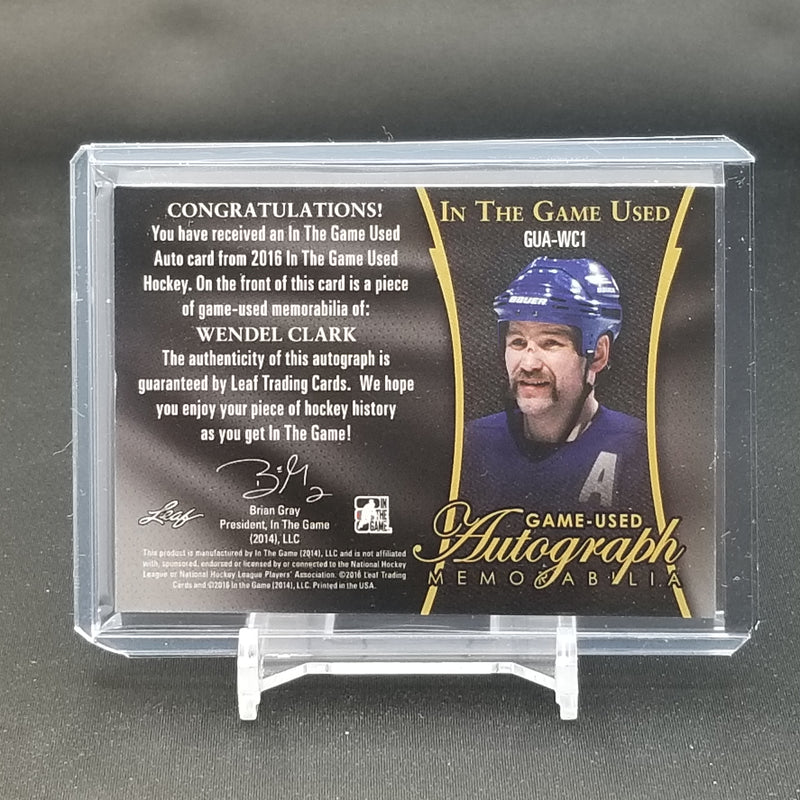 CONGRATULATIONS!
You have received an In The Game Used
Auto card from 2016 In The Game Used
Hockey. On the front of this card is a piece
of game-used memorabilia of:
WENDEL CLARK
The authenticity of this autograph is
guaranteed by Leaf Trading Cards. We hope
you enjoy your piece of hockey history
as you get In The Game!
Leaf
Brian Gray
President, In The Game
(2014), LLC
IN
THE
GAME
This product is manufactured by In The Game (2014), LLC and is not affiliated
with, sponsored, endorsed or licensed by or connected to the National Hockey
League or National Hockey League Players' Association. ©2016 Leaf Trading
Cards and ©2016 In the Game (2014), LLC. Printed in the USA.
IN THE GAME USED
GUA-WC1
BAUER
A
GAME-USED
Autograph
MEMORABILIA